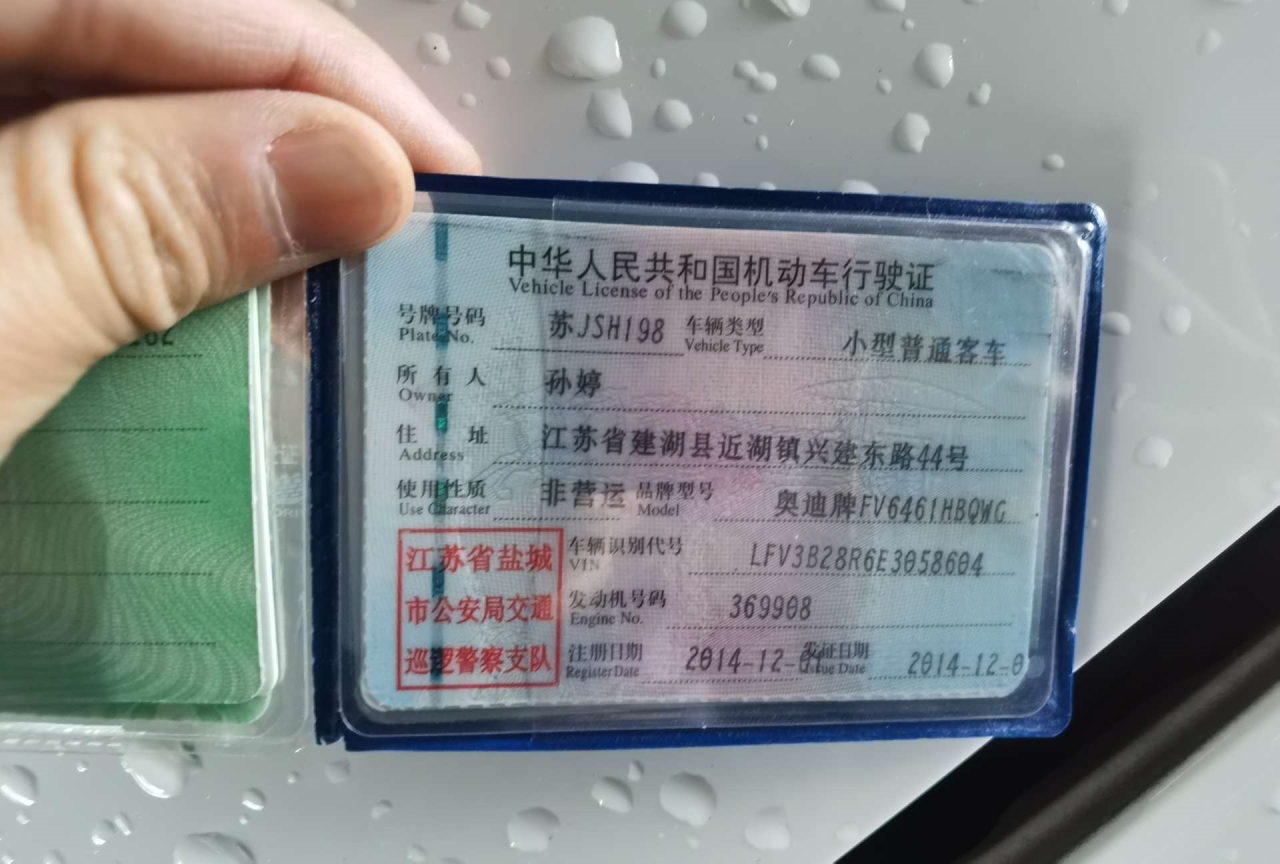 中华人民共和国机动车行驶证
Vehicle License of the People's Republic of China
号牌号码 苏JSH198 车辆类型 小型普通客车
Plate No. Vehicle Type
所有人 孙婷
Owner
住址 江苏省建湖县近湖镇兴建东路44号
Address
使用性质 非营运 品牌型号 奥迪牌FV6461HBQWG
Use Character Model
江苏省盐城
市公安局交通
巡逻警察支队
车辆识别代号 LFV3B28R6E3058604
VIN
发动机号码 369908
Engine No.
注册日期 2014-12-0 发证日期 2014-12-0
Register Date Issue Date